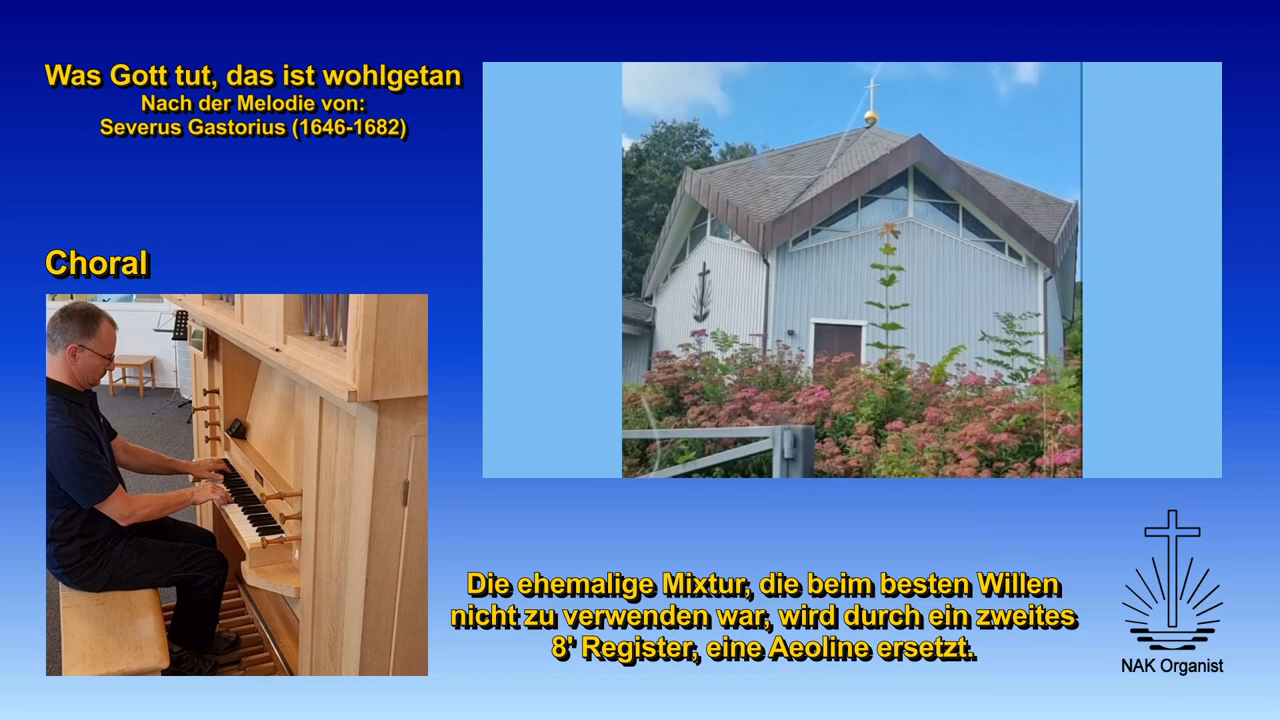 Was Gott tut, das ist wohlgetan
Nach der Melodie von:
Severus Gastorius (1646-1682)
Choral
Die ehemalige Mixtur, die beim besten Willen
nicht zu verwenden war, wird durch ein zweites
8' Register, eine Aeoline ersetzt.
NAK Organist